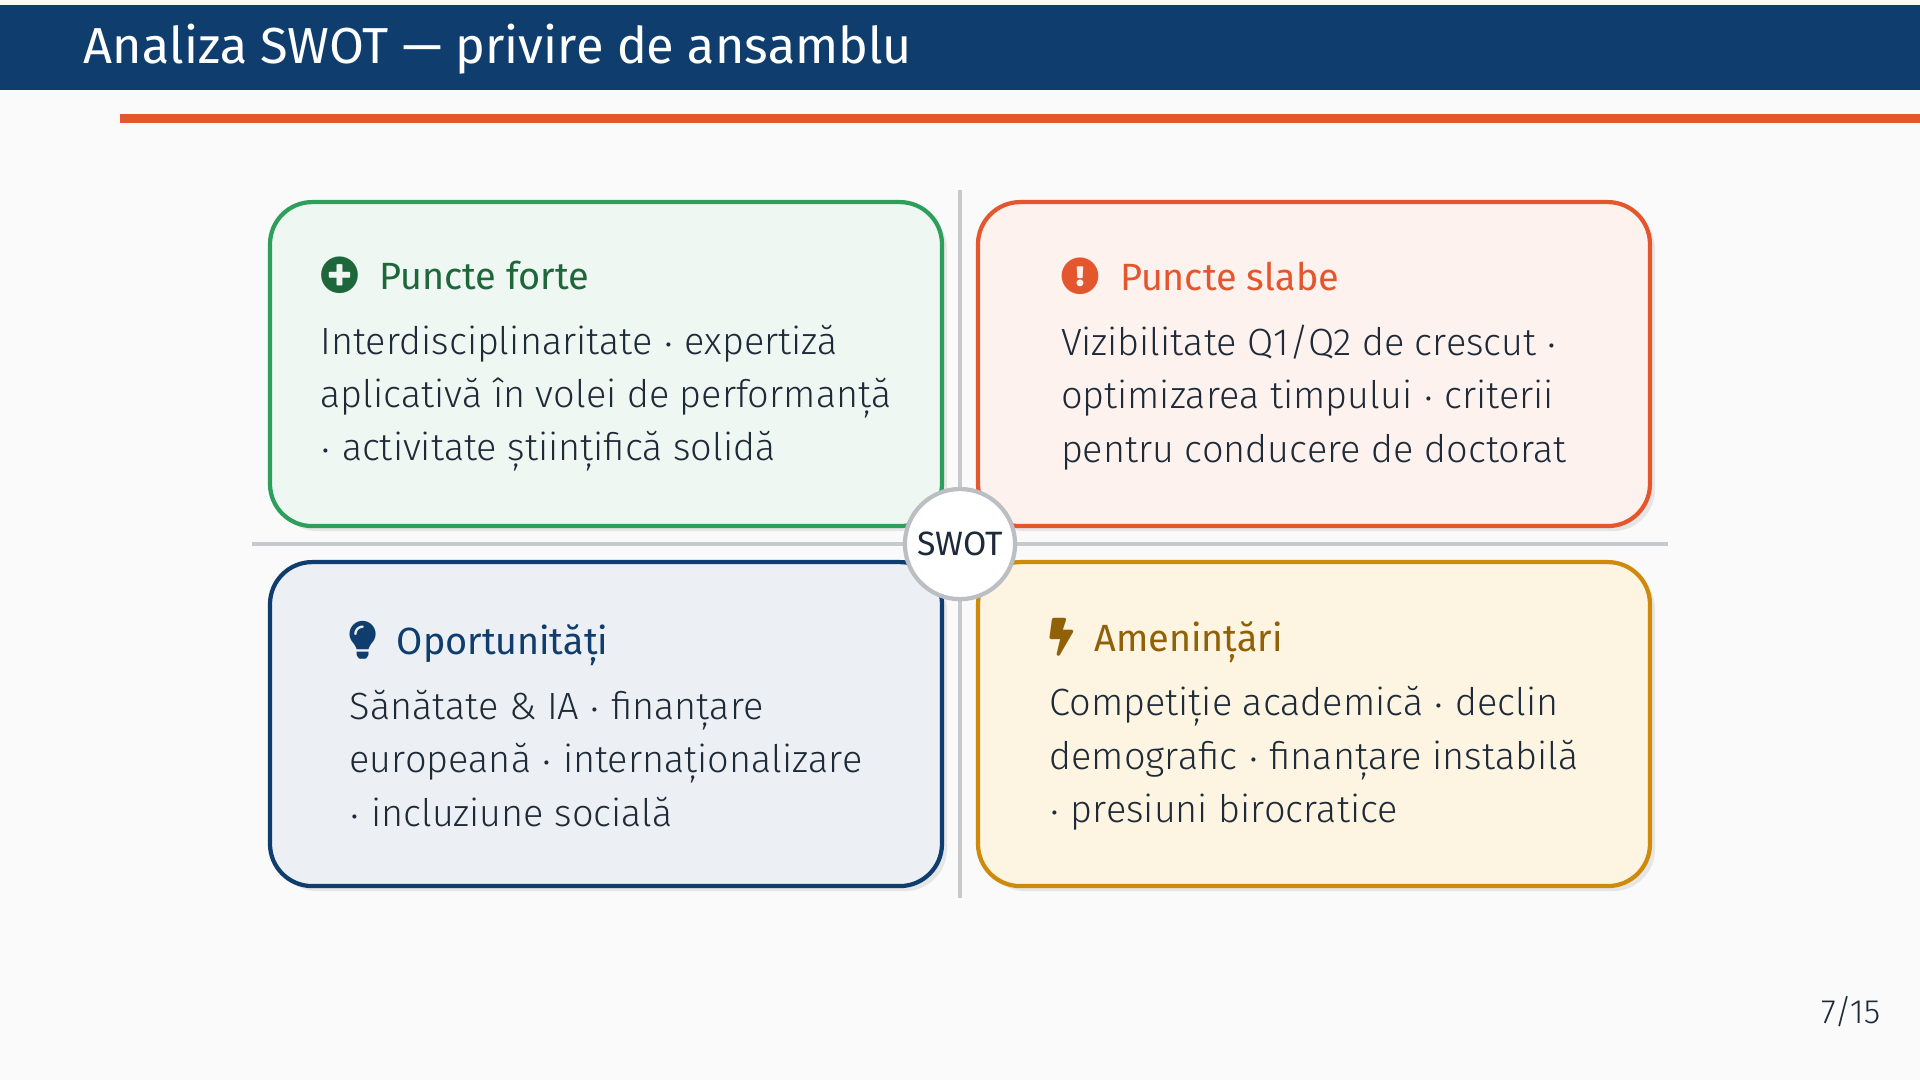 Analiza SWOT — privire de ansamblu
Puncte forte
Interdisciplinaritate · expertiză
aplicativă în volei de performanță
· activitate științifică solidă
Puncte slabe
Vizibilitate Q1/Q2 de crescut ·
optimizarea timpului · criterii
pentru conducere de doctorat
SWOT
Oportunități
Sănătate & IA · finanțare
europeană · internaționalizare
· incluziune socială
Amenințări
Competiție academică · declin
demografic · finanțare instabilă
· presiuni birocratice
7/15